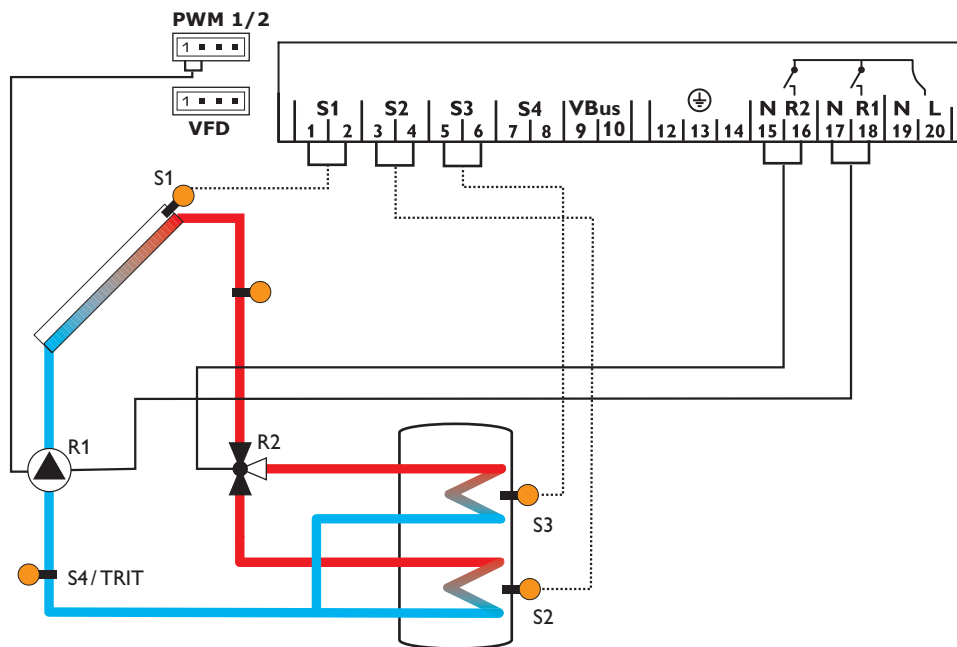 PWM 1/2
1
1
VFD
S1 S2 S3 S4 VBus N R2 N R1 N L
1 2 3 4 5 6 7 8 9 10 12 13 14 15 16 17 18 19 20
S1
R1
R2
S3
S4/TRIT
S2